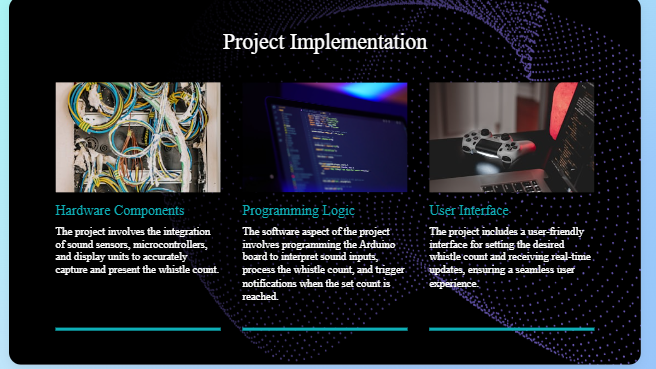 Project Implementation
Hardware Components
The project involves the integration
of sound sensors, microcontrollers,
and display units to accurately
capture and present the whistle count.
Programming Logic
The software aspect of the project
involves programming the Arduino
board to interpret sound inputs,
process the whistle count, and trigger
notifications when the set count is
reached.
User Interface
The project includes a user-friendly
interface for setting the desired
whistle count and receiving real-time
updates, ensuring a seamless user
experience.